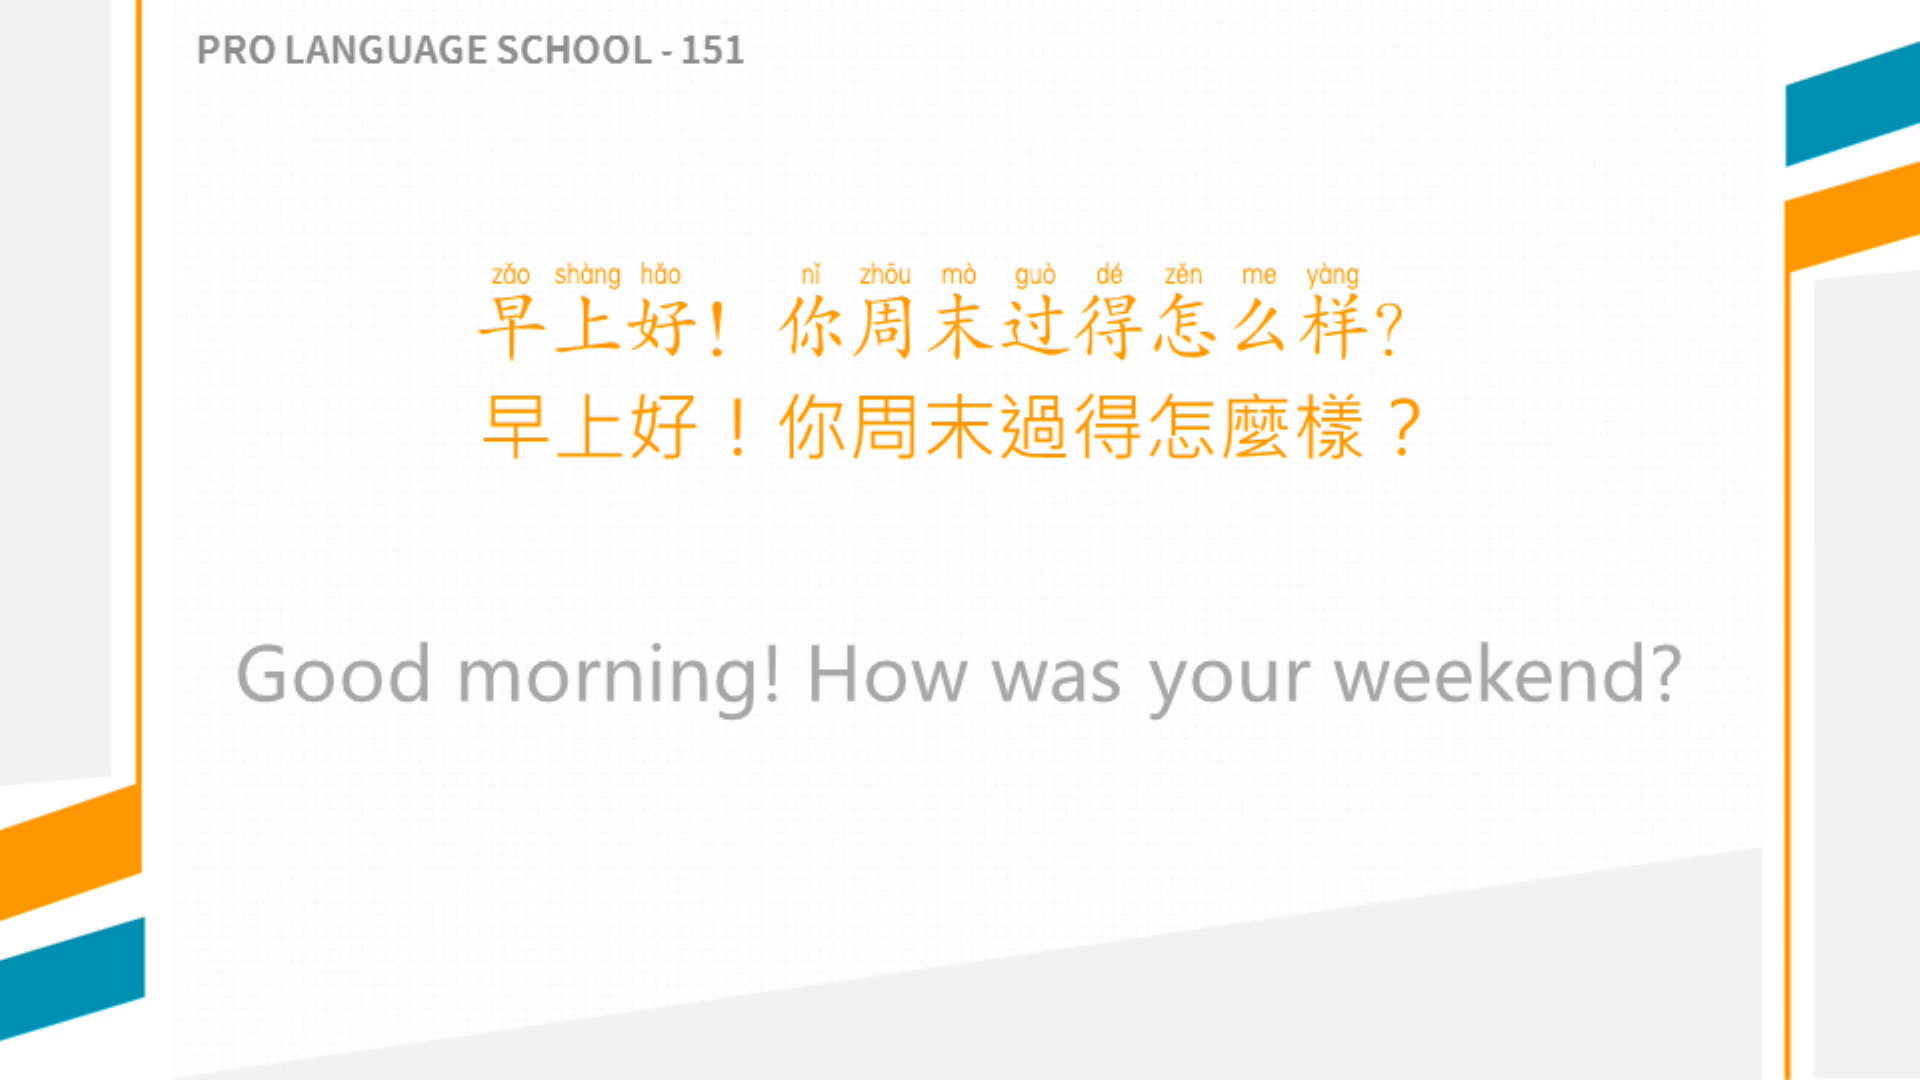 PRO LANGUAGE SCHOOL - 151
zǎo shàng hǎo nǐ zhōu mò guò dé zěn me yàng
早上好！你周末过得怎么样？
早上好！你周末過得怎麼樣？
Good morning! How was your weekend?